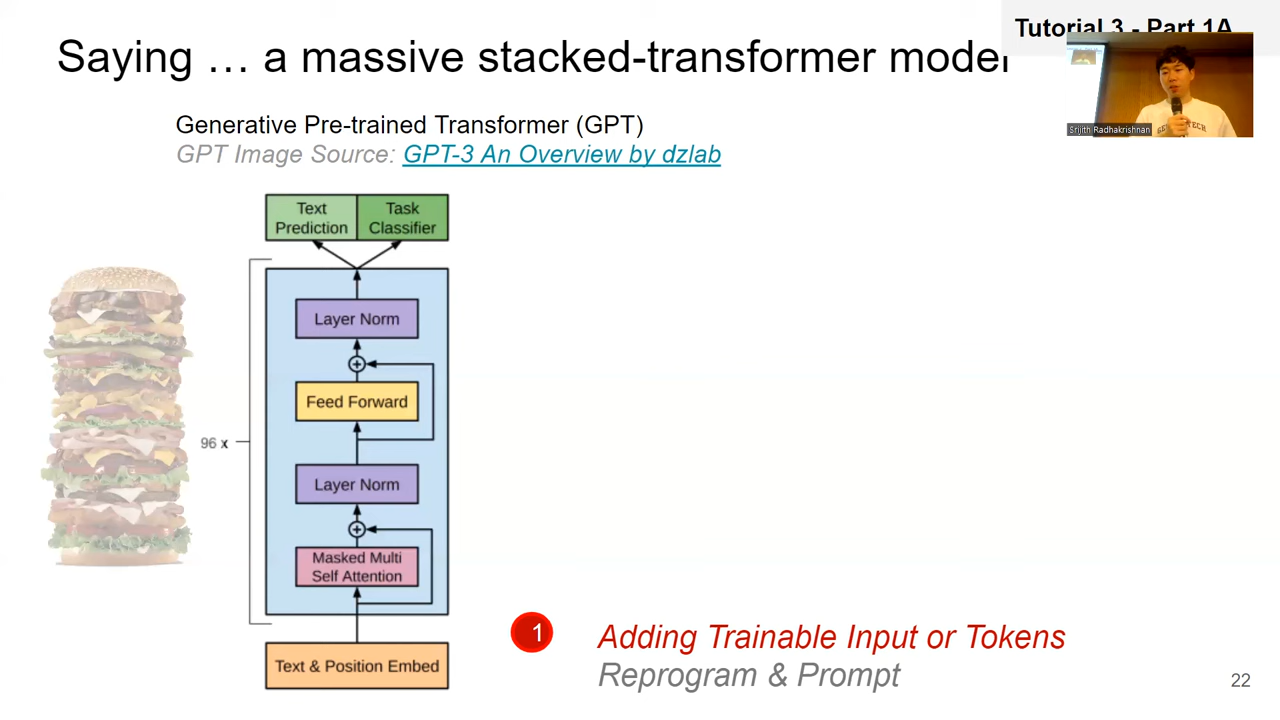 Tutorial 3 - Part 1A
Saying … a massive stacked-transformer model
Srijith Radhakrishnan
Generative Pre-trained Transformer (GPT)
GPT Image Source: GPT-3 An Overview by dzlab
Text
Prediction
Task
Classifier
Layer Norm
Feed Forward
96 x
Layer Norm
Masked Multi
Self Attention
Text & Position Embed
1
Adding Trainable Input or Tokens
Reprogram & Prompt
22